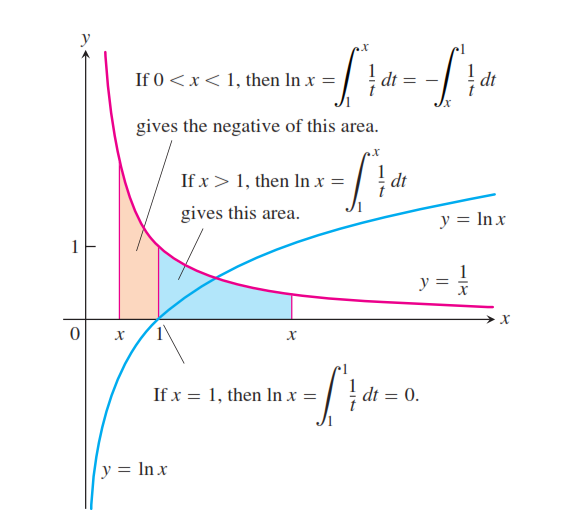 y
If 0 < x < 1, then ln x = ∫₁ˣ 1/t dt = −∫ₓ¹ 1/t dt
gives the negative of this area.
If x > 1, then ln x = ∫₁ˣ 1/t dt
gives this area.
y = ln x
1
y = 1/x
x
0 x 1 x
If x = 1, then ln x = ∫₁¹ 1/t dt = 0.
y = ln x